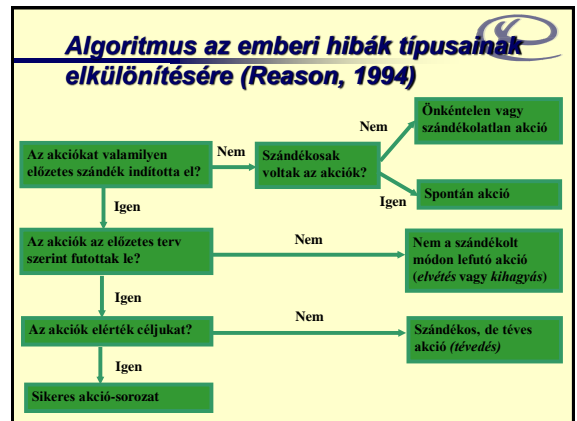 Algoritmus az emberi hibák típusainak
elkülönítésére (Reason, 1994)
Az akciókat valamilyen
előzetes szándék indította el?
Nem
Szándékosak
voltak az akciók?
Nem
Önkéntelen vagy
szándékolatlan akció
Igen
Spontán akció
Igen
Az akciók az előzetes terv
szerint futottak le?
Nem
Nem a szándékolt
módon lefutó akció
(elvétés vagy kihagyás)
Igen
Az akciók elérték céljukat?
Nem
Szándékos, de téves
akció (tévedés)
Igen
Sikeres akció-sorozat